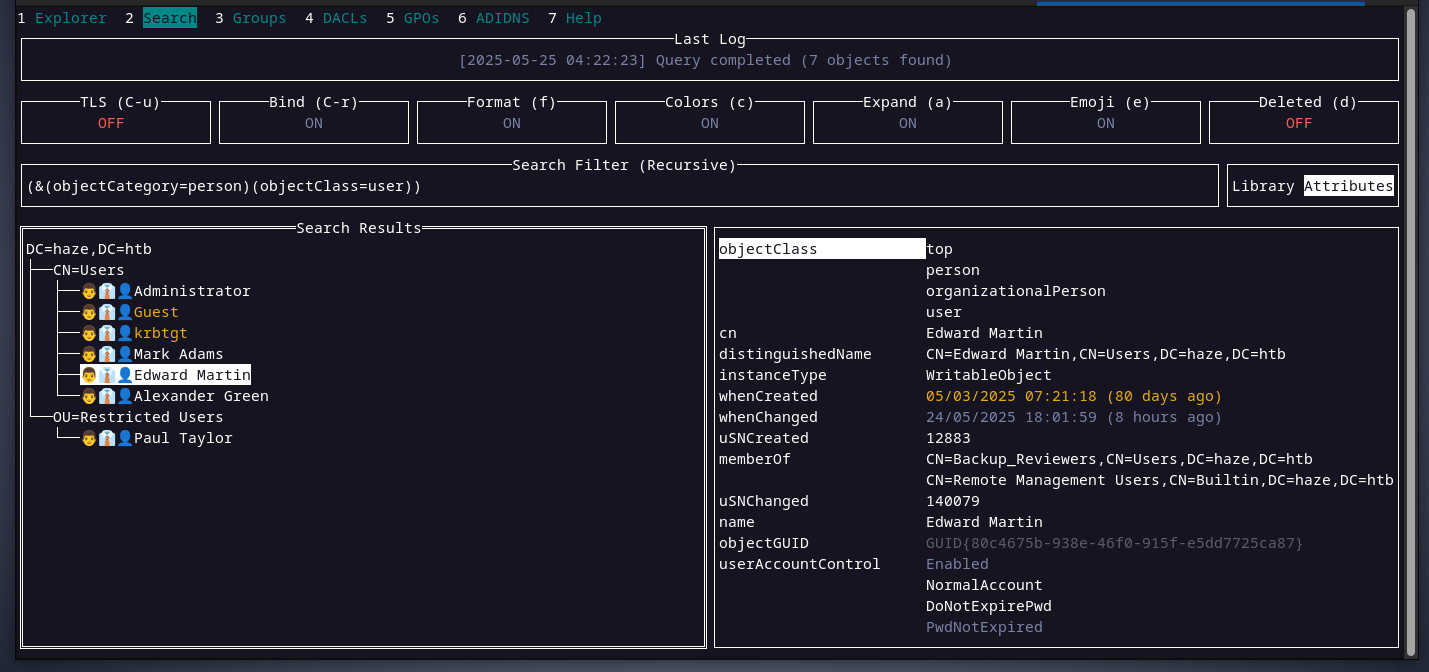 1 Explorer 2 Search 3 Groups 4 DACLs 5 GPOs 6 ADIDNS 7 Help
Last Log
[2025-05-25 04:22:23] Query completed (7 objects found)
TLS (C-u) Bind (C-r) Format (f) Colors (c) Expand (a) Emoji (e) Deleted (d)
OFF ON ON ON ON ON OFF
Search Filter (Recursive)
(&(objectCategory=person)(objectClass=user))
Library Attributes
Search Results
DC=haze,DC=htb
CN=Users
Administrator
Guest
krbtgt
Mark Adams
Edward Martin
Alexander Green
OU=Restricted Users
Paul Taylor
objectClass top
person
organizationalPerson
user
cn Edward Martin
distinguishedName CN=Edward Martin,CN=Users,DC=haze,DC=htb
instanceType WritableObject
whenCreated 05/03/2025 07:21:18 (80 days ago)
whenChanged 24/05/2025 18:01:59 (8 hours ago)
uSNCreated 12883
memberOf CN=Backup_Reviewers,CN=Users,DC=haze,DC=htb
CN=Remote Management Users,CN=Builtin,DC=haze,DC=htb
uSNChanged 140079
name Edward Martin
objectGUID GUID{80c4675b-938e-46f0-915f-e5dd7725ca87}
userAccountControl Enabled
NormalAccount
DoNotExpirePwd
PwdNotExpired